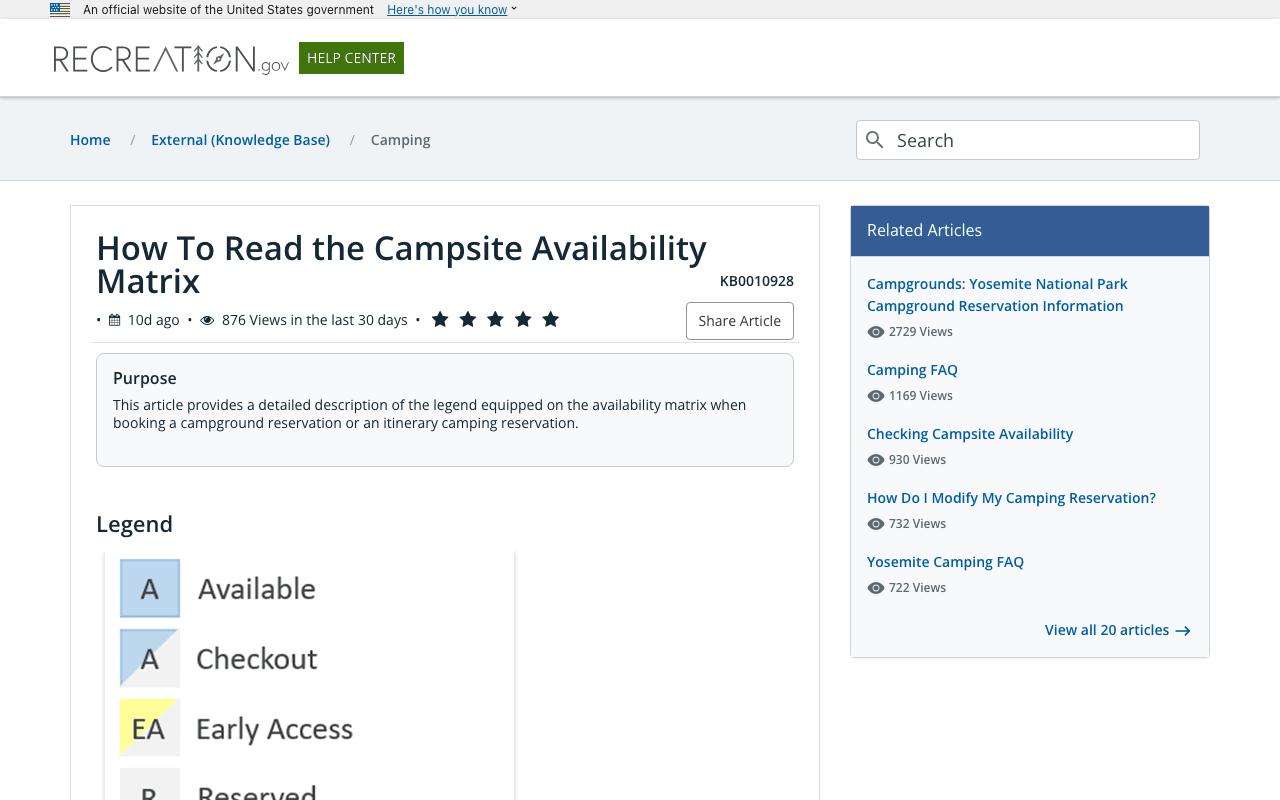 An official website of the United States government Here's how you know
RECREATION.gov HELP CENTER
Home / External (Knowledge Base) / Camping
Search
How To Read the Campsite Availability
Matrix
KB0010928
• 10d ago • 876 Views in the last 30 days •
Share Article
Purpose
This article provides a detailed description of the legend equipped on the availability matrix when
booking a campground reservation or an itinerary camping reservation.
Legend
A Available
A Checkout
EA Early Access
R Reserved
Related Articles
Campgrounds: Yosemite National Park
Campground Reservation Information
2729 Views
Camping FAQ
1169 Views
Checking Campsite Availability
930 Views
How Do I Modify My Camping Reservation?
732 Views
Yosemite Camping FAQ
722 Views
View all 20 articles